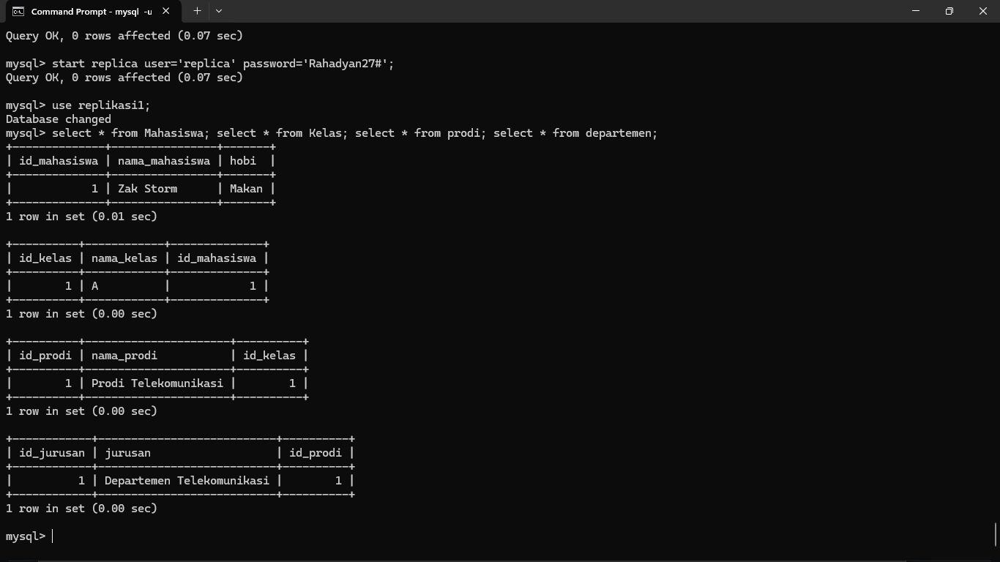 Command Prompt - mysql -u
Query OK, 0 rows affected (0.07 sec)
mysql> start replica user='replica' password='Rahadyan27#';
Query OK, 0 rows affected (0.07 sec)
mysql> use replikasi1;
Database changed
mysql> select * from Mahasiswa; select * from Kelas; select * from prodi; select * from departemen;
+--------------+----------------+-------+
| id_mahasiswa | nama_mahasiswa | hobi  |
+--------------+----------------+-------+
|            1 | Zak Storm      | Makan |
+--------------+----------------+-------+
1 row in set (0.01 sec)
+----------+------------+--------------+
| id_kelas | nama_kelas | id_mahasiswa |
+----------+------------+--------------+
|        1 | A          |            1 |
+----------+------------+--------------+
1 row in set (0.00 sec)
+----------+----------------------+----------+
| id_prodi | nama_prodi           | id_kelas |
+----------+----------------------+----------+
|        1 | Prodi Telekomunikasi |        1 |
+----------+----------------------+----------+
1 row in set (0.00 sec)
+------------+---------------------------+----------+
| id_jurusan | jurusan                   | id_prodi |
+------------+---------------------------+----------+
|          1 | Departemen Telekomunikasi |        1 |
+------------+---------------------------+----------+
1 row in set (0.00 sec)
mysql>